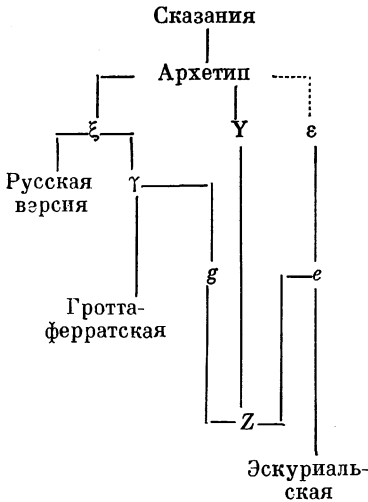 Сказания
Архетип
ξ Y ε
Русская
версия
γ
g e
Гротта-
ферратская
Z
Эскуриаль-
ская